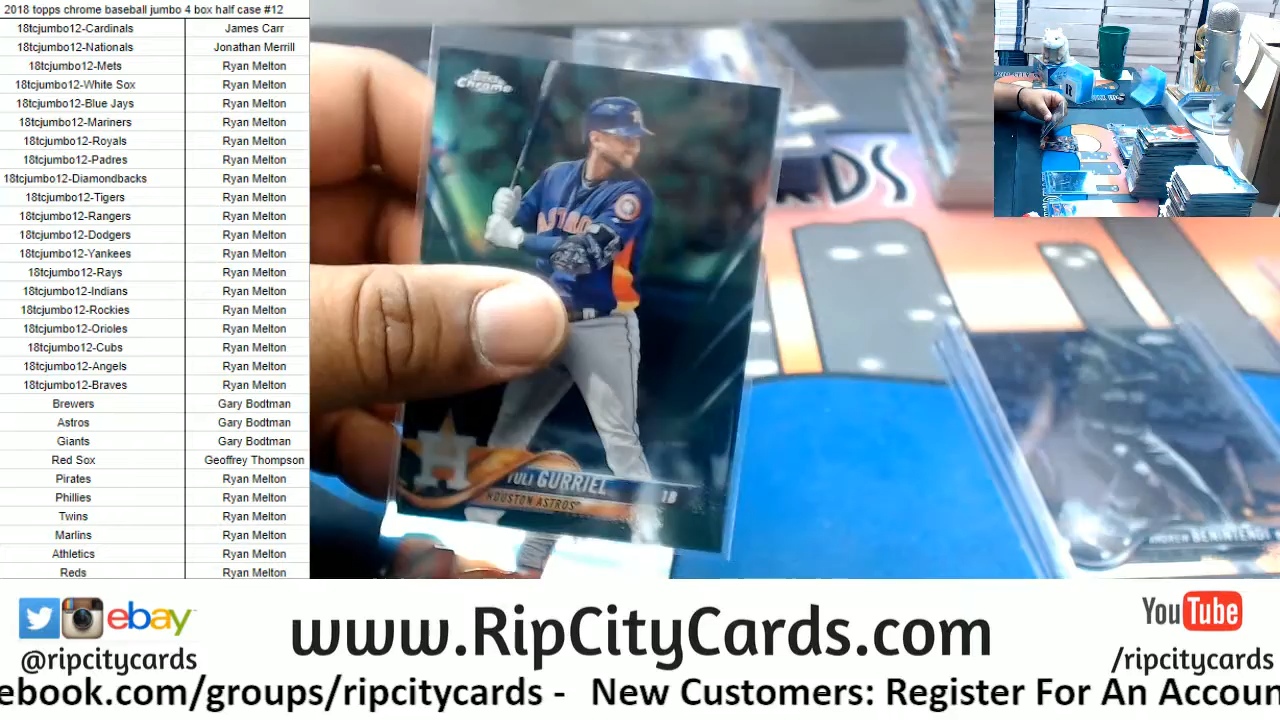 2018 topps chrome baseball jumbo 4 box half case #12
18tcjumbo12-Cardinals James Carr
18tcjumbo12-Nationals Jonathan Merrill
18tcjumbo12-Mets Ryan Melton
18tcjumbo12-White Sox Ryan Melton
18tcjumbo12-Blue Jays Ryan Melton
18tcjumbo12-Mariners Ryan Melton
18tcjumbo12-Royals Ryan Melton
18tcjumbo12-Padres Ryan Melton
18tcjumbo12-Diamondbacks Ryan Melton
18tcjumbo12-Tigers Ryan Melton
18tcjumbo12-Rangers Ryan Melton
18tcjumbo12-Dodgers Ryan Melton
18tcjumbo12-Yankees Ryan Melton
18tcjumbo12-Rays Ryan Melton
18tcjumbo12-Indians Ryan Melton
18tcjumbo12-Rockies Ryan Melton
18tcjumbo12-Orioles Ryan Melton
18tcjumbo12-Cubs Ryan Melton
18tcjumbo12-Angels Ryan Melton
18tcjumbo12-Braves Ryan Melton
Brewers Gary Bodtman
Astros Gary Bodtman
Giants Gary Bodtman
Red Sox Geoffrey Thompson
Pirates Ryan Melton
Phillies Ryan Melton
Twins Ryan Melton
Marlins Ryan Melton
Athletics Ryan Melton
Reds Ryan Melton
Topps
Chrome
ASTROS
YULI GURRIEL
1B
HOUSTON ASTROS
RDS
ANDREW BENINTENDI
ebay
@ripcitycards
www.RipCityCards.com
YouTube
/ripcitycards
ebook.com/groups/ripcitycards - New Customers: Register For An Accoun